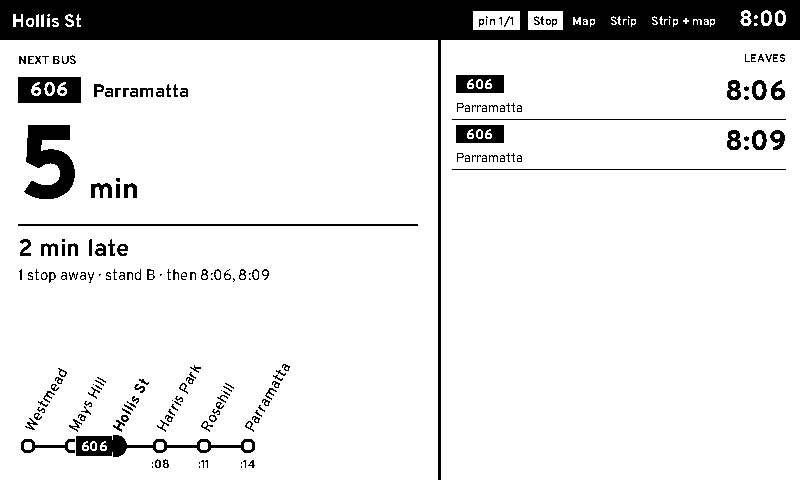 Hollis St
pin 1/1 Stop Map Strip Strip + map 8:00
NEXT BUS
606 Parramatta
5 min
2 min late
1 stop away · stand B · then 8:06, 8:09
Westmead
Mays Hill
Hollis St
Harris Park
Rosehill
Parramatta
606
:08 :11 :14
LEAVES
606 8:06
Parramatta
606 8:09
Parramatta